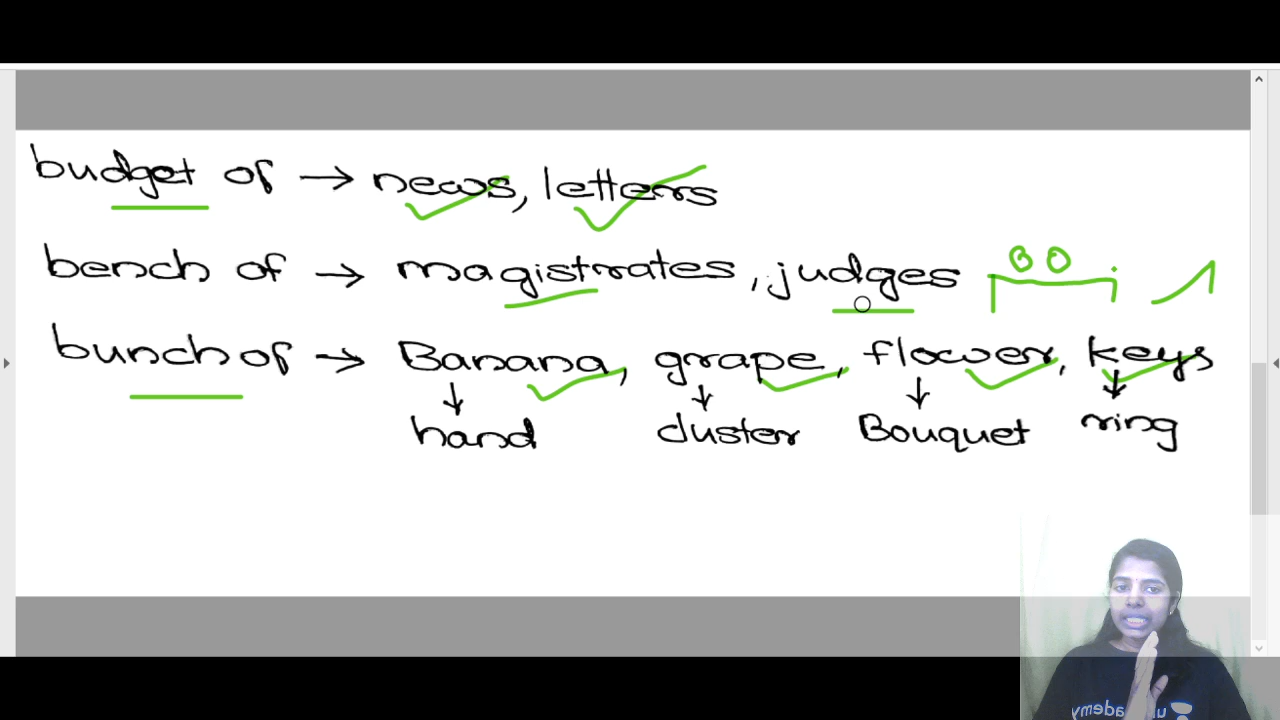 budget of → news, letters
bench of → magistrates, judges
bunch of → Banana, grape, flower, keys
↓ ↓ ↓ ↓
hand cluster Bouquet ring